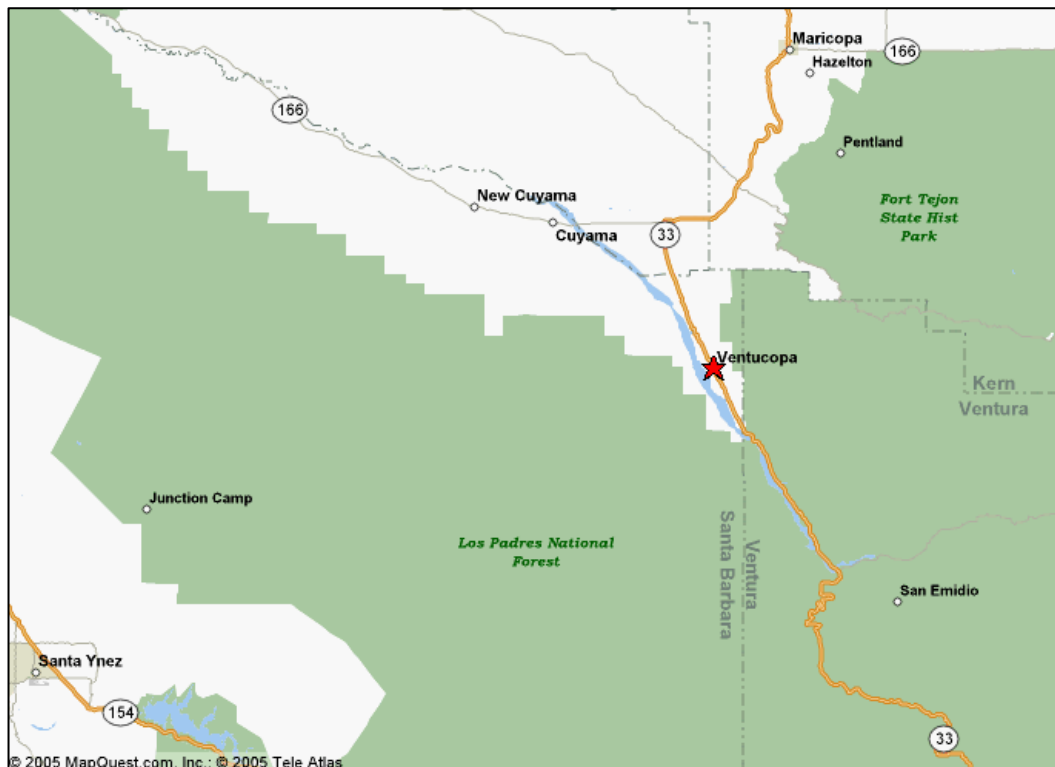 Maricopa
166
Hazelton
166
Pentland
New Cuyama
Fort Tejon
State Hist
Park
Cuyama
33
Ventucopa
Kern
Ventura
Junction Camp
Los Padres National
Forest
Santa Barbara
Ventura
San Emidio
Santa Ynez
154
33
© 2005 MapQuest.com, Inc.; © 2005 Tele Atlas